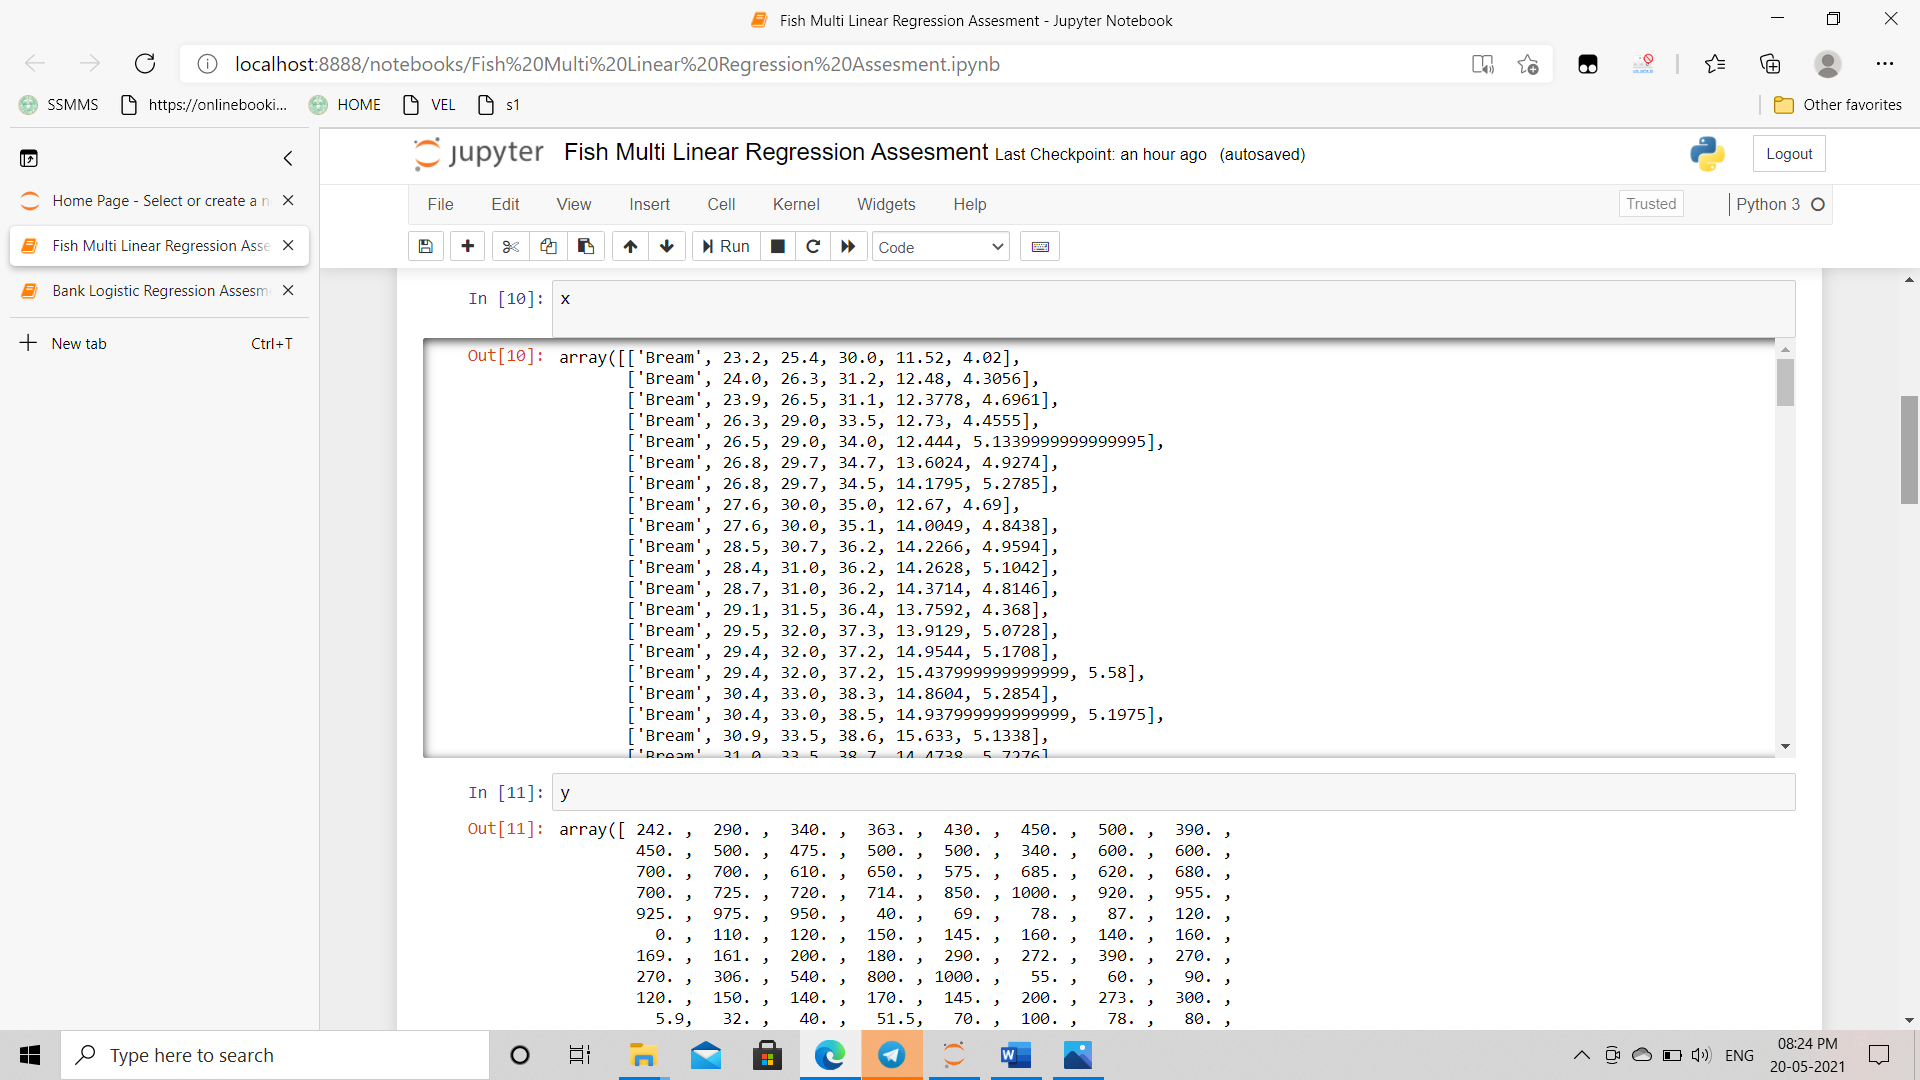 Fish Multi Linear Regression Assesment - Jupyter Notebook
localhost:8888/notebooks/Fish%20Multi%20Linear%20Regression%20Assesment.ipynb
SSMMS https://onlinebooki... HOME VEL s1 Other favorites
jupyter Fish Multi Linear Regression Assesment Last Checkpoint: an hour ago (autosaved) Logout
Home Page - Select or create a n
Fish Multi Linear Regression Asse
Bank Logistic Regression Assesm
New tab Ctrl+T
File Edit View Insert Cell Kernel Widgets Help Trusted Python 3
Run Code
In [10]: x
Out[10]: array([['Bream', 23.2, 25.4, 30.0, 11.52, 4.02],
['Bream', 24.0, 26.3, 31.2, 12.48, 4.3056],
['Bream', 23.9, 26.5, 31.1, 12.3778, 4.6961],
['Bream', 26.3, 29.0, 33.5, 12.73, 4.4555],
['Bream', 26.5, 29.0, 34.0, 12.444, 5.1339999999999995],
['Bream', 26.8, 29.7, 34.7, 13.6024, 4.9274],
['Bream', 26.8, 29.7, 34.5, 14.1795, 5.2785],
['Bream', 27.6, 30.0, 35.0, 12.67, 4.69],
['Bream', 27.6, 30.0, 35.1, 14.0049, 4.8438],
['Bream', 28.5, 30.7, 36.2, 14.2266, 4.9594],
['Bream', 28.4, 31.0, 36.2, 14.2628, 5.1042],
['Bream', 28.7, 31.0, 36.2, 14.3714, 4.8146],
['Bream', 29.1, 31.5, 36.4, 13.7592, 4.368],
['Bream', 29.5, 32.0, 37.3, 13.9129, 5.0728],
['Bream', 29.4, 32.0, 37.2, 14.9544, 5.1708],
['Bream', 29.4, 32.0, 37.2, 15.437999999999999, 5.58],
['Bream', 30.4, 33.0, 38.3, 14.8604, 5.2854],
['Bream', 30.4, 33.0, 38.5, 14.937999999999999, 5.1975],
['Bream', 30.9, 33.5, 38.6, 15.633, 5.1338],
['Bream', 31.0, 33.5, 38.7, 14.4738, 5.7276],
In [11]: y
Out[11]: array([ 242. , 290. , 340. , 363. , 430. , 450. , 500. , 390. ,
450. , 500. , 475. , 500. , 500. , 340. , 600. , 600. ,
700. , 700. , 610. , 650. , 575. , 685. , 620. , 680. ,
700. , 725. , 720. , 714. , 850. , 1000. , 920. , 955. ,
925. , 975. , 950. , 40. , 69. , 78. , 87. , 120. ,
0. , 110. , 120. , 150. , 145. , 160. , 140. , 160. ,
169. , 161. , 200. , 180. , 290. , 272. , 390. , 270. ,
270. , 306. , 540. , 800. , 1000. , 55. , 60. , 90. ,
120. , 150. , 140. , 170. , 145. , 200. , 273. , 300. ,
5.9, 32. , 40. , 51.5, 70. , 100. , 78. , 80. ,
Type here to search
ENG
08:24 PM
20-05-2021